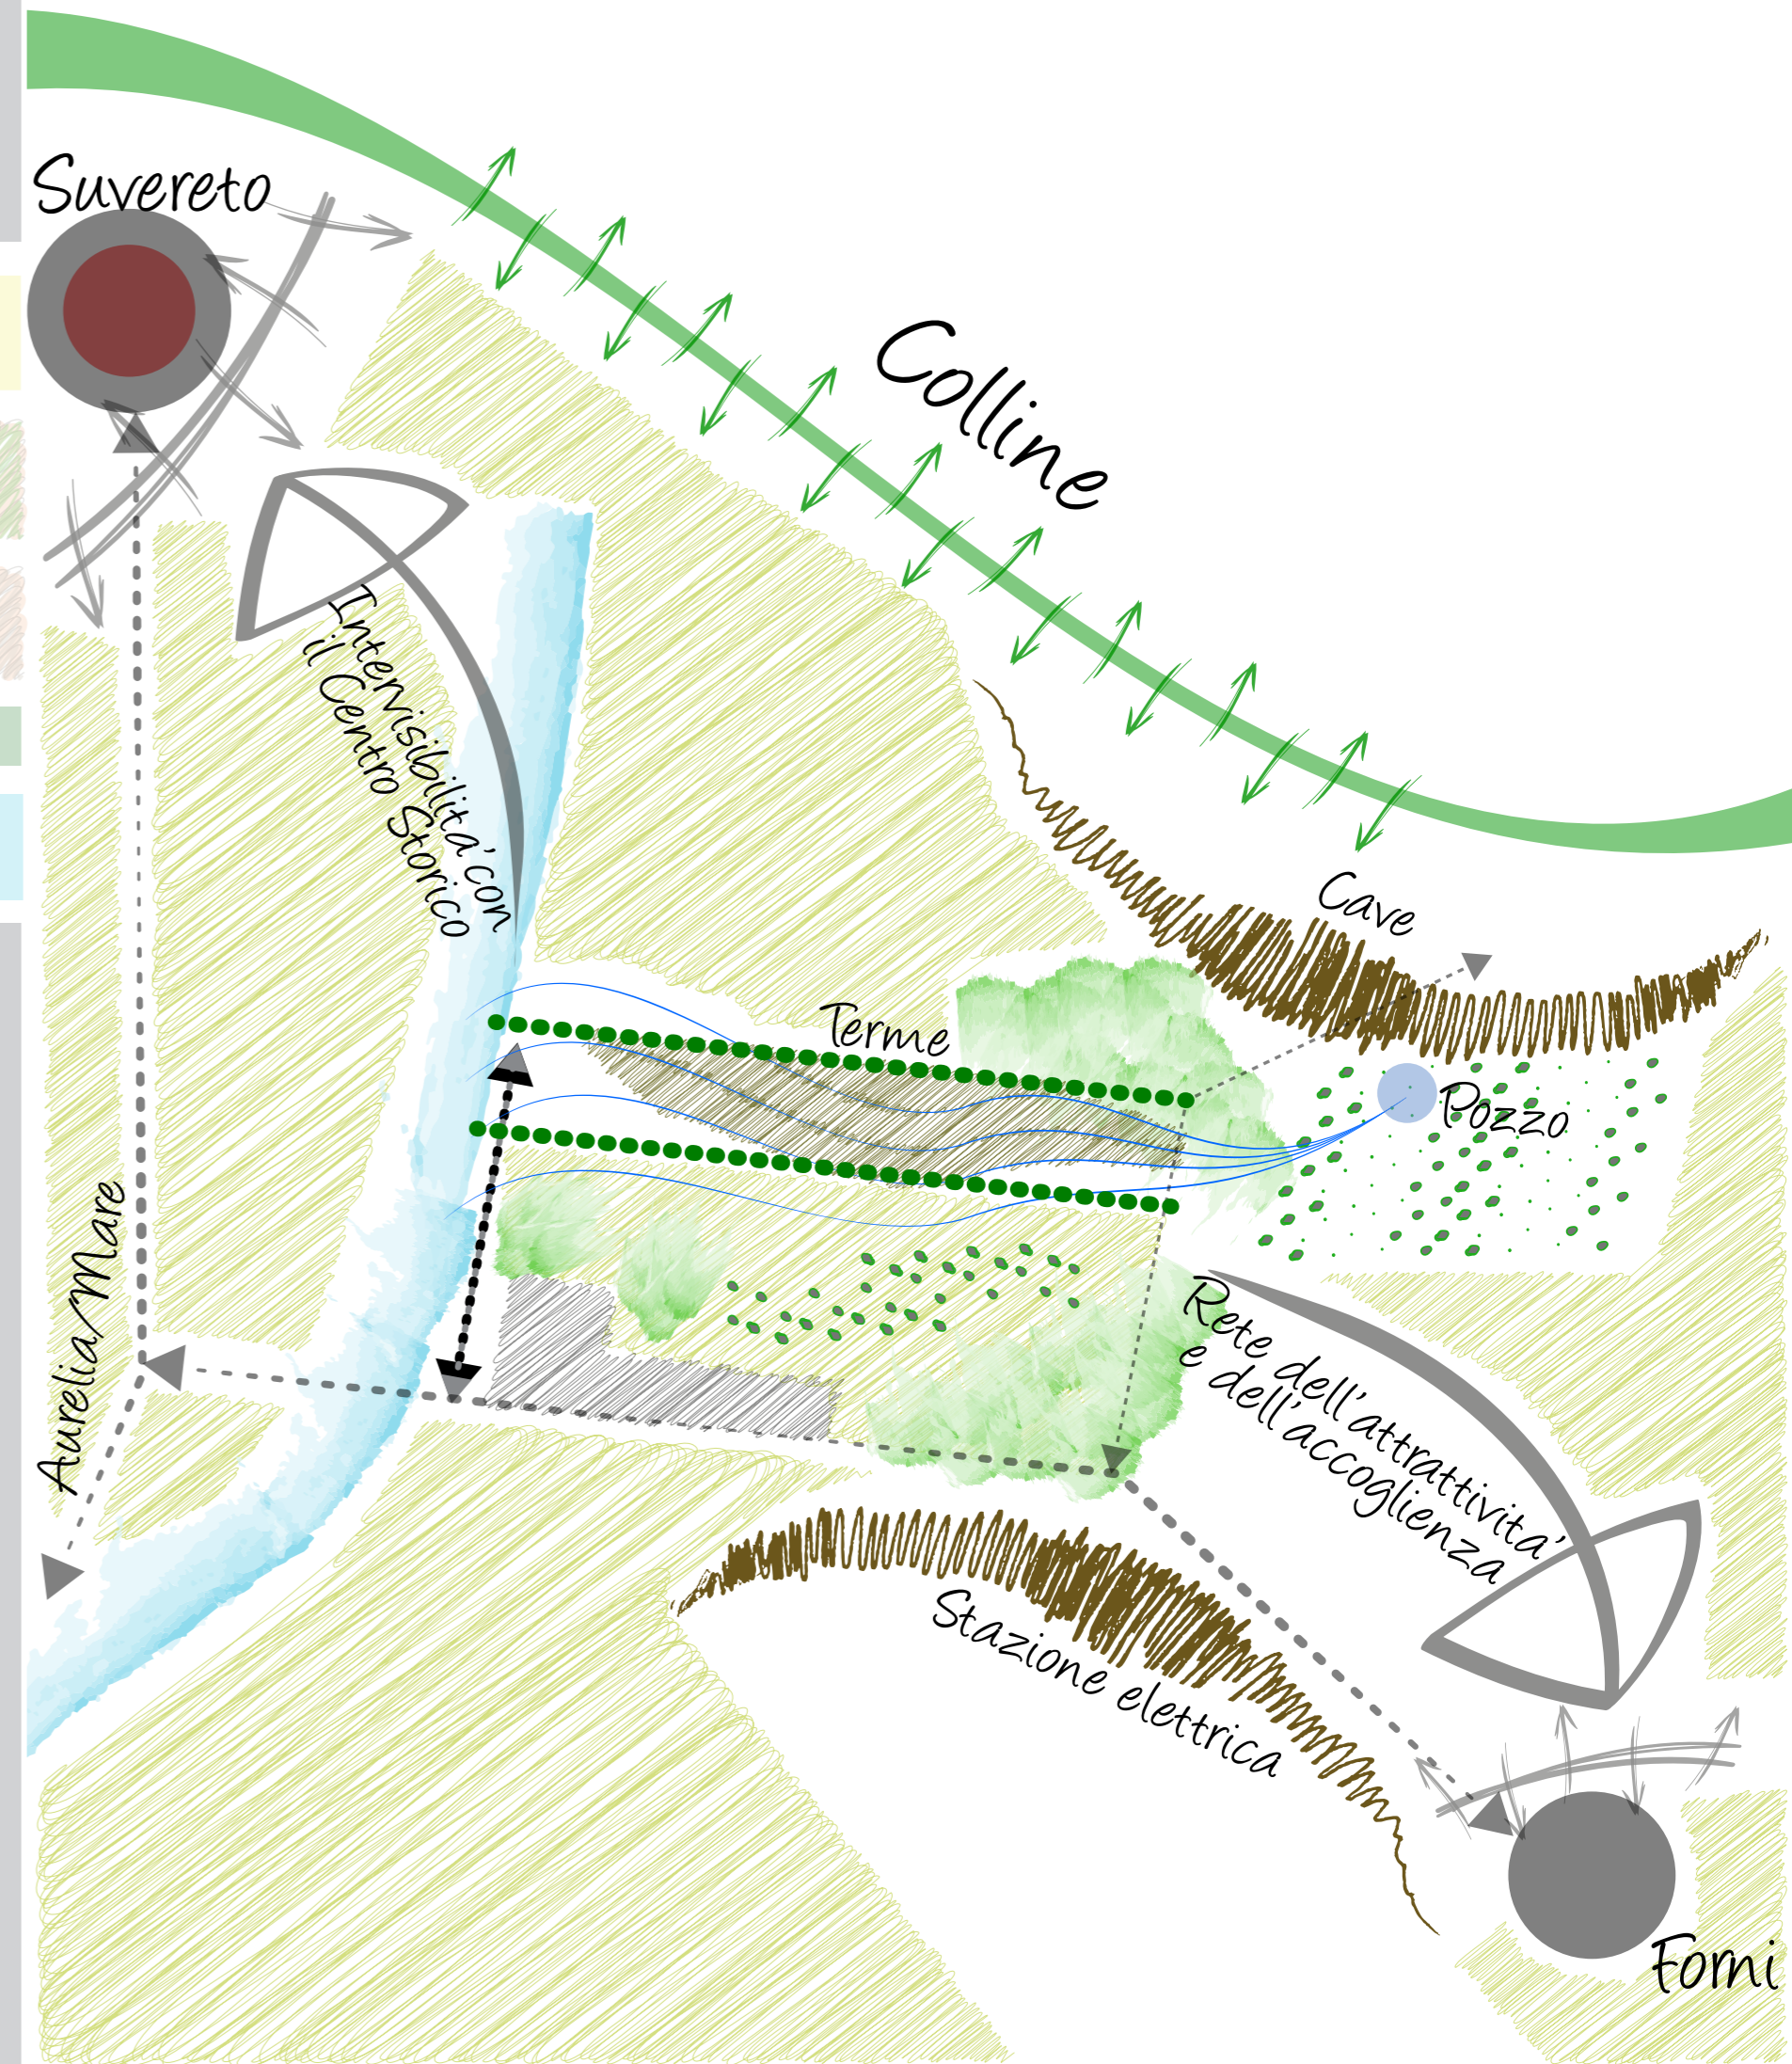 Suvereto
Colline
Intervisibilita' con
il Centro Storico
Cave
Terme
Pozzo
Aurelia/Mare
Rete dell'attrattivita'
e dell'accoglienza
Stazione elettrica
Forni